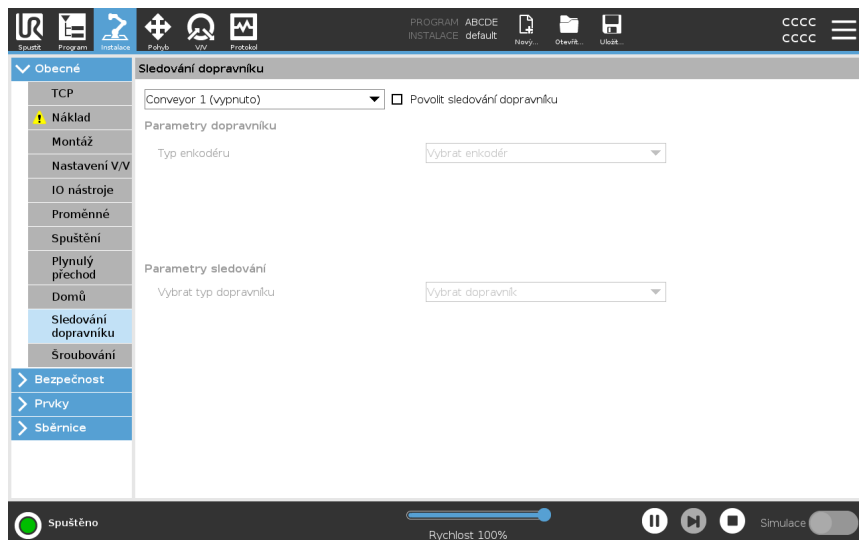 PROGRAM ABCDE
INSTALACE default
CCCC
CCCC
Spustit Program Instalace Pohyb V/V Protokol Nový... Otevřít... Uložit...
Obecné
Sledování dopravníku
TCP
Náklad
Montáž
Nastavení V/V
IO nástroje
Proměnné
Spuštění
Plynulý
přechod
Domů
Sledování
dopravníku
Šroubování
Bezpečnost
Prvky
Sběrnice
Conveyor 1 (vypnuto) Povolit sledování dopravníku
Parametry dopravníku
Typ enkodéru Vybrat enkodér
Parametry sledování
Vybrat typ dopravníku Vybrat dopravník
Spuštěno
Rychlost 100%
Simulace